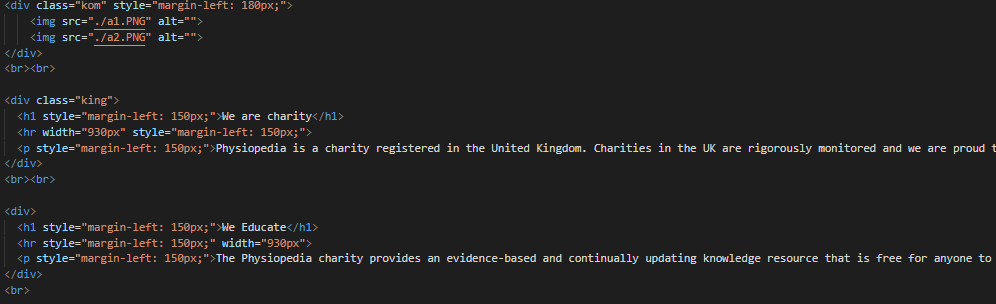 <div class="kom" style="margin-left: 180px;">
<img src="./a1.PNG" alt="">
<img src="./a2.PNG" alt="">
</div>
<br><br>
<div class="king">
<h1 style="margin-left: 150px;">We are charity</h1>
<hr width="930px" style="margin-left: 150px;">
<p style="margin-left: 150px;">Physiopedia is a charity registered in the United Kingdom. Charities in the UK are rigorously monitored and we are proud t
</div>
<br><br>
<div>
<h1 style="margin-left: 150px;">We Educate</h1>
<hr style="margin-left: 150px;" width="930px">
<p style="margin-left: 150px;">The Physiopedia charity provides an evidence-based and continually updating knowledge resource that is free for anyone to
</div>
<br>